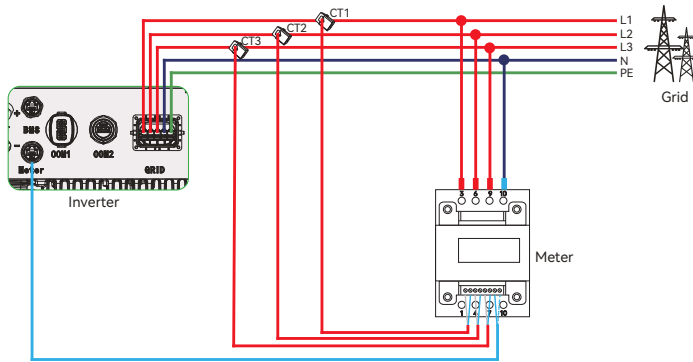 CT1
CT2
CT3
L1
L2
L3
N
PE
Grid
+
-
BMS
COM1
COM2
Meter
GRID
Inverter
3 6 9 10
Meter
1 4 7 10